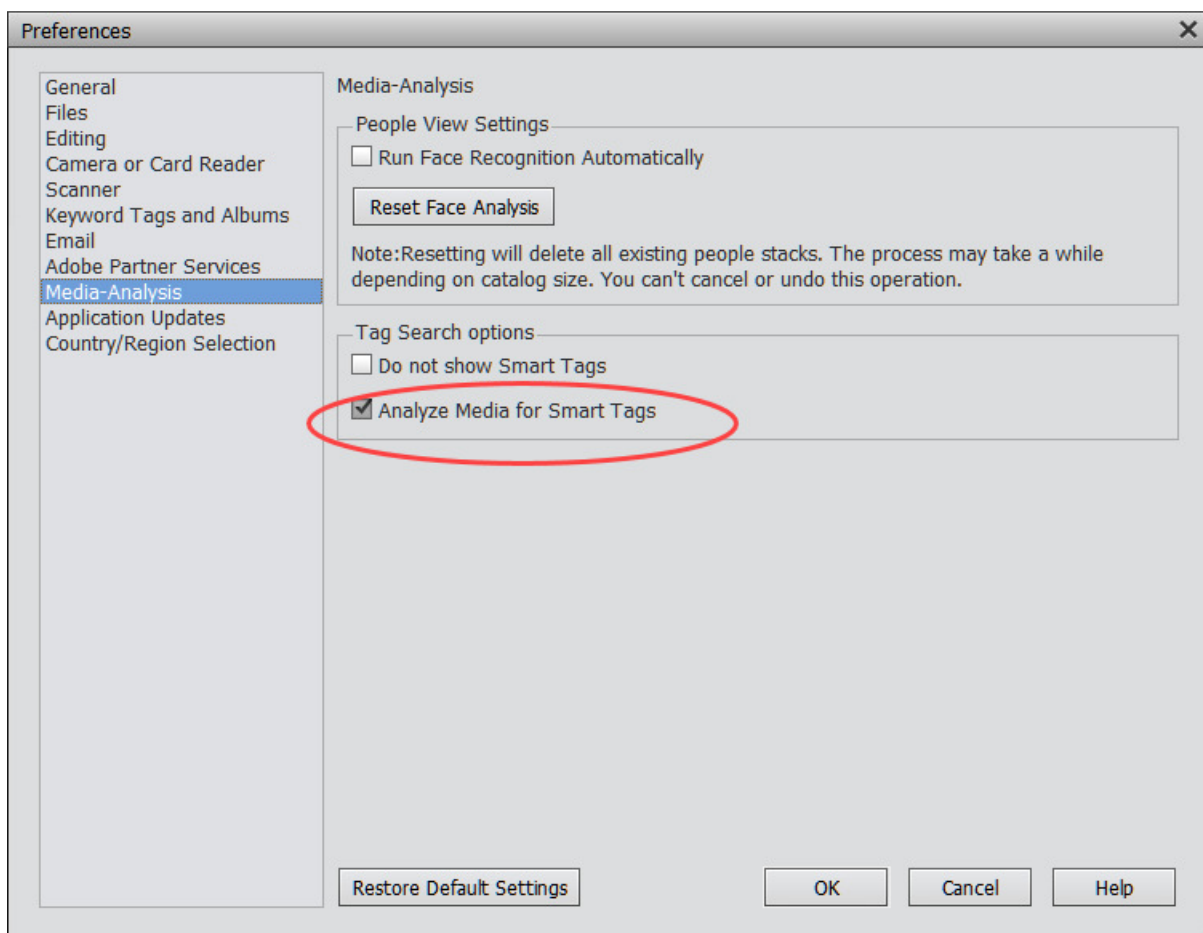 Preferences
General
Files
Editing
Camera or Card Reader
Scanner
Keyword Tags and Albums
Email
Adobe Partner Services
Media-Analysis
Application Updates
Country/Region Selection
Media-Analysis
People View Settings
Run Face Recognition Automatically
Reset Face Analysis
Note:Resetting will delete all existing people stacks. The process may take a while
depending on catalog size. You can't cancel or undo this operation.
Tag Search options
Do not show Smart Tags
Analyze Media for Smart Tags
Restore Default Settings
OK
Cancel
Help